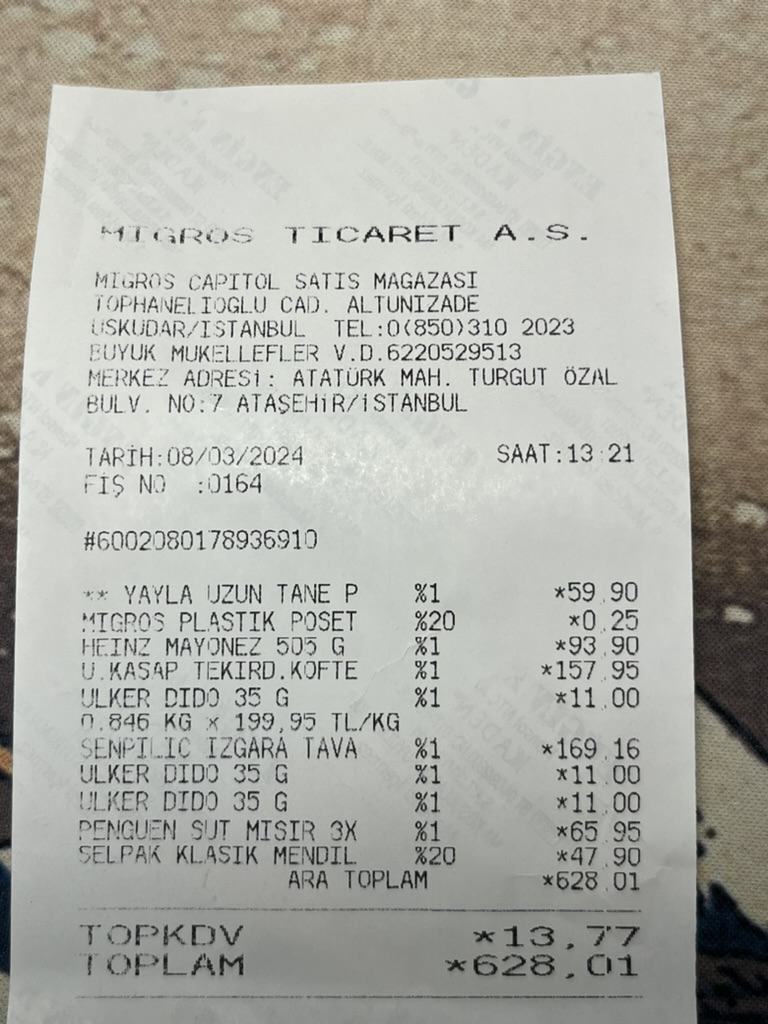 MIGROS TICARET A.S.
MIGROS CAPITOL SATIS MAGAZASI
TOPHANELIOGLU CAD. ALTUNIZADE
USKUDAR/ISTANBUL TEL:0(850)310 2023
BUYUK MUKELLEFLER V.D.6220529513
MERKEZ ADRESİ: ATATÜRK MAH. TURGUT ÖZAL
BULV. NO:7 ATAŞEHİR/İSTANBUL
TARİH:08/03/2024 SAAT:13:21
FİŞ NO :0164
#6002080178936910
** YAYLA UZUN TANE P %1 *59,90
MIGROS PLASTIK POSET %20 *0,25
HEINZ MAYONEZ 505 G %1 *93,90
U.KASAP TEKIRD.KOFTE %1 *157,95
ULKER DIDO 35 G %1 *11,00
0.846 KG x 199,95 TL/KG
SENPILIC IZGARA TAVA %1 *169,16
ULKER DIDO 35 G %1 *11,00
ULKER DIDO 35 G %1 *11,00
PENGUEN SUT MISIR 3X %1 *65,95
SELPAK KLASIK MENDIL %20 *47,90
ARA TOPLAM *628,01
TOPKDV *13,77
TOPLAM *628,01